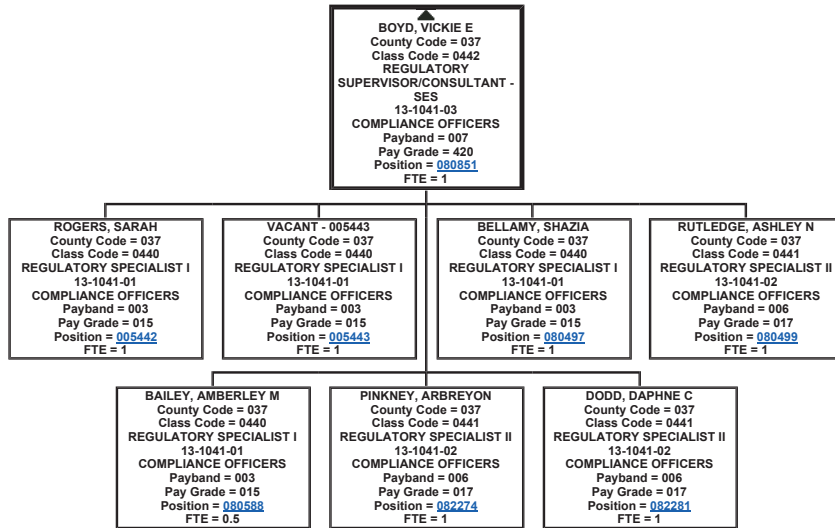 BOYD, VICKIE E
County Code = 037
Class Code = 0442
REGULATORY
SUPERVISOR/CONSULTANT -
SES
13-1041-03
COMPLIANCE OFFICERS
Payband = 007
Pay Grade = 420
Position = 080851
FTE = 1
ROGERS, SARAH
County Code = 037
Class Code = 0440
REGULATORY SPECIALIST I
13-1041-01
COMPLIANCE OFFICERS
Payband = 003
Pay Grade = 015
Position = 005442
FTE = 1
VACANT - 005443
County Code = 037
Class Code = 0440
REGULATORY SPECIALIST I
13-1041-01
COMPLIANCE OFFICERS
Payband = 003
Pay Grade = 015
Position = 005443
FTE = 1
BELLAMY, SHAZIA
County Code = 037
Class Code = 0440
REGULATORY SPECIALIST I
13-1041-01
COMPLIANCE OFFICERS
Payband = 003
Pay Grade = 015
Position = 080497
FTE = 1
RUTLEDGE, ASHLEY N
County Code = 037
Class Code = 0441
REGULATORY SPECIALIST II
13-1041-02
COMPLIANCE OFFICERS
Payband = 006
Pay Grade = 017
Position = 080499
FTE = 1
BAILEY, AMBERLEY M
County Code = 037
Class Code = 0440
REGULATORY SPECIALIST I
13-1041-01
COMPLIANCE OFFICERS
Payband = 003
Pay Grade = 015
Position = 080588
FTE = 0.5
PINKNEY, ARBREYON
County Code = 037
Class Code = 0441
REGULATORY SPECIALIST II
13-1041-02
COMPLIANCE OFFICERS
Payband = 006
Pay Grade = 017
Position = 082274
FTE = 1
DODD, DAPHNE C
County Code = 037
Class Code = 0441
REGULATORY SPECIALIST II
13-1041-02
COMPLIANCE OFFICERS
Payband = 006
Pay Grade = 017
Position = 082281
FTE = 1